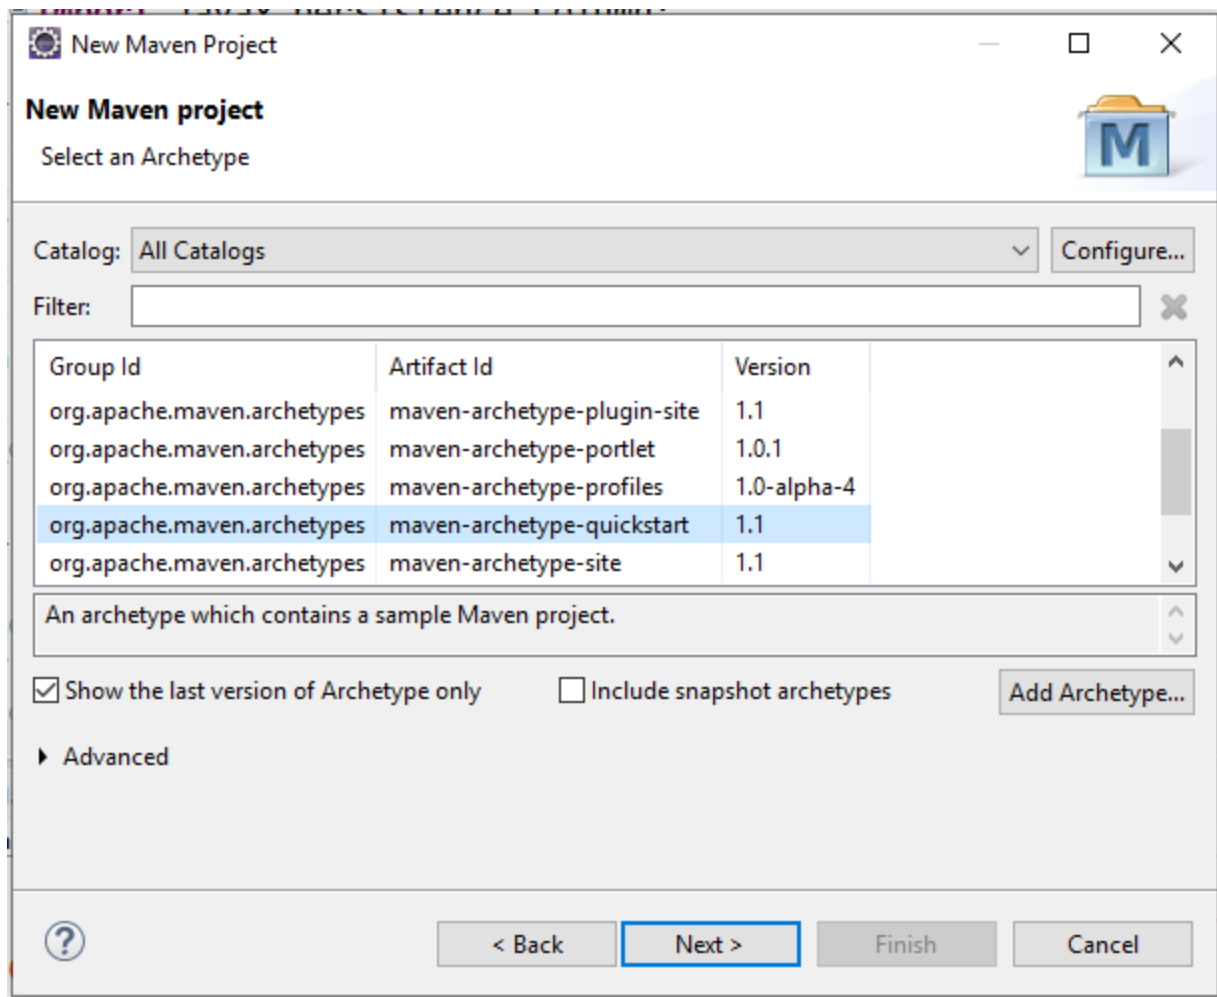 import javax.persistence.Column;
New Maven Project
New Maven project
Select an Archetype
M
Catalog: All Catalogs Configure...
Filter:
Group Id Artifact Id Version
org.apache.maven.archetypes maven-archetype-plugin-site 1.1
org.apache.maven.archetypes maven-archetype-portlet 1.0.1
org.apache.maven.archetypes maven-archetype-profiles 1.0-alpha-4
org.apache.maven.archetypes maven-archetype-quickstart 1.1
org.apache.maven.archetypes maven-archetype-site 1.1
An archetype which contains a sample Maven project.
Show the last version of Archetype only Include snapshot archetypes Add Archetype...
Advanced
? < Back Next > Finish Cancel